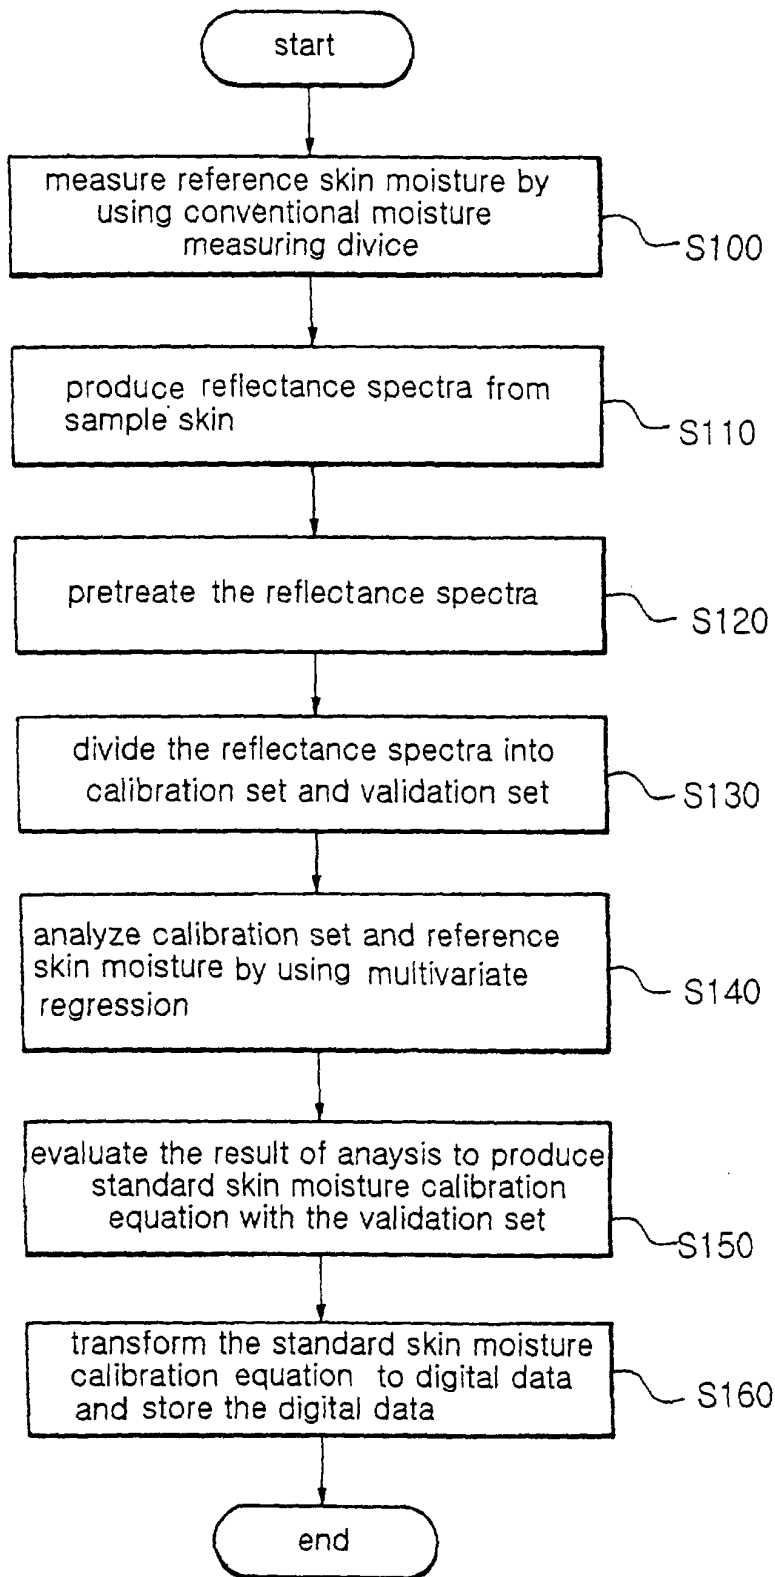 start
measure reference skin moisture by
using conventional moisture
measuring divice
S100
produce reflectance spectra from
sample skin
S110
pretreate the reflectance spectra
S120
divide the reflectance spectra into
calibration set and validation set
S130
analyze calibration set and reference
skin moisture by using multivariate
regression
S140
evaluate the result of anaysis to produce
standard skin moisture calibration
equation with the validation set
S150
transform the standard skin moisture
calibration equation to digital data
and store the digital data
S160
end